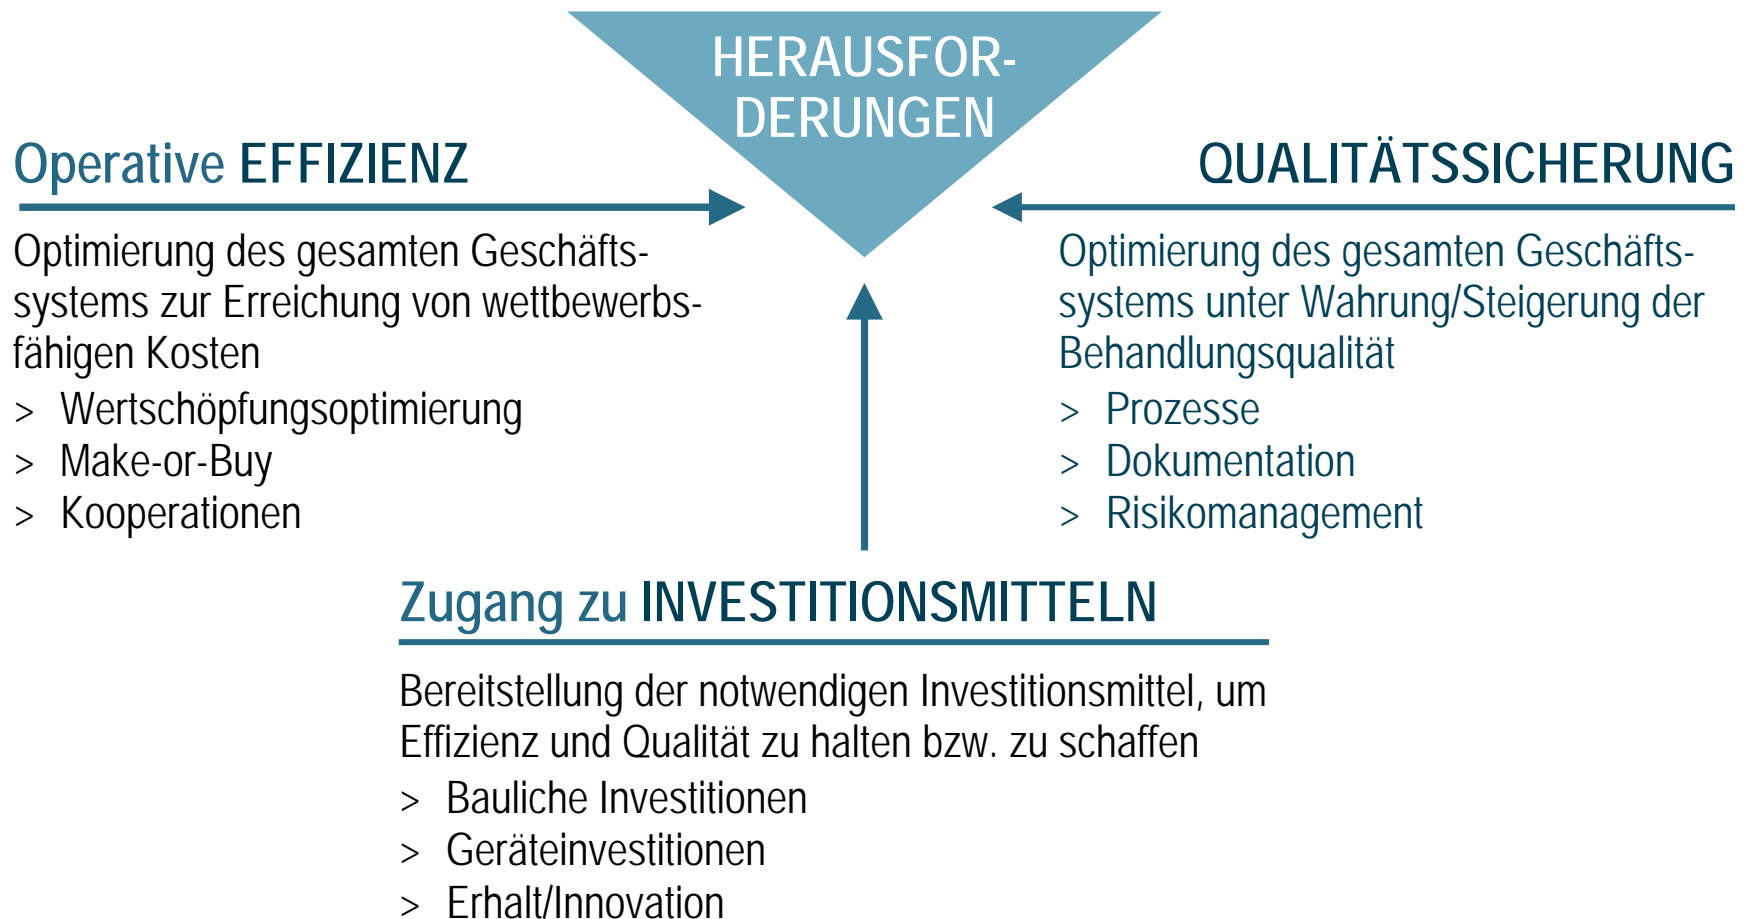 HERAUSFOR-
DERUNGEN
Operative EFFIZIENZ
Optimierung des gesamten Geschäfts-
systems zur Erreichung von wettbewerbs-
fähigen Kosten
> Wertschöpfungsoptimierung
> Make-or-Buy
> Kooperationen
QUALITÄTSSICHERUNG
Optimierung des gesamten Geschäfts-
systems unter Wahrung/Steigerung der
Behandlungsqualität
> Prozesse
> Dokumentation
> Risikomanagement
Zugang zu INVESTITIONSMITTELN
Bereitstellung der notwendigen Investitionsmittel, um
Effizienz und Qualität zu halten bzw. zu schaffen
> Bauliche Investitionen
> Geräteinvestitionen
> Erhalt/Innovation